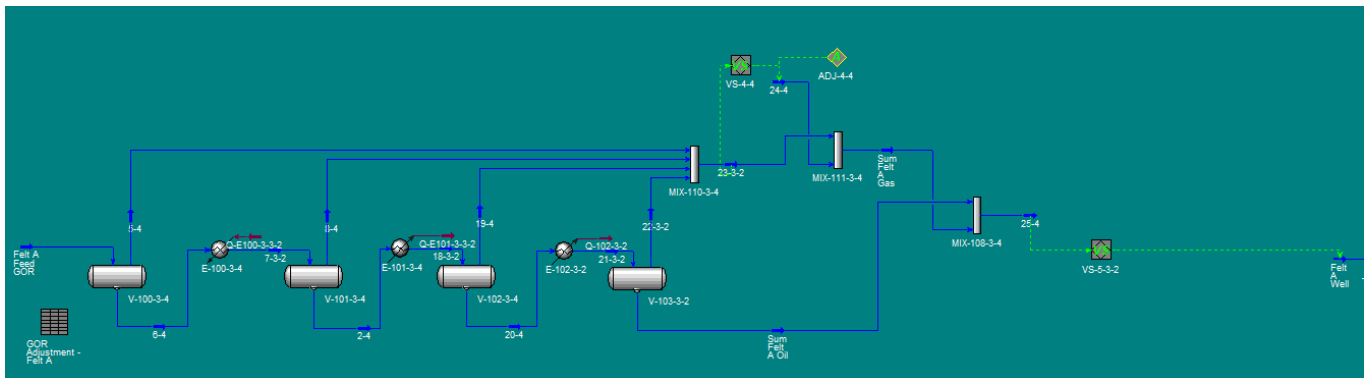 VS-4-4
ADJ-4-4
24-4
MIX-110-3-4
23-3-2
MIX-111-3-4
Sum
Felt
A
Gas
5-4
8-4
19-4
22-3-2
MIX-108-3-4
25-4
VS-5-3-2
Felt
A
Well
Felt A
Feed
GOR
Q-E100-3-3-2
E-100-3-4
7-3-2
Q-E101-3-3-2
E-101-3-4
18-3-2
Q-102-3-2
E-102-3-2
21-3-2
V-100-3-4
V-101-3-4
V-102-3-4
V-103-3-2
6-4
2-4
20-4
Sum
Felt
A Oil
GOR
Adjustment -
Felt A